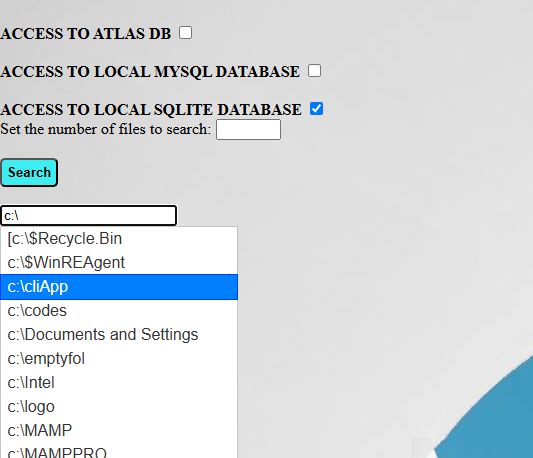 ACCESS TO ATLAS DB
ACCESS TO LOCAL MYSQL DATABASE
ACCESS TO LOCAL SQLITE DATABASE
Set the number of files to search:
Search
c:\
[c:\$Recycle.Bin
c:\$WinREAgent
c:\cliApp
c:\codes
c:\Documents and Settings
c:\emptyfol
c:\Intel
c:\logo
c:\MAMP
c:\MAMPPRO